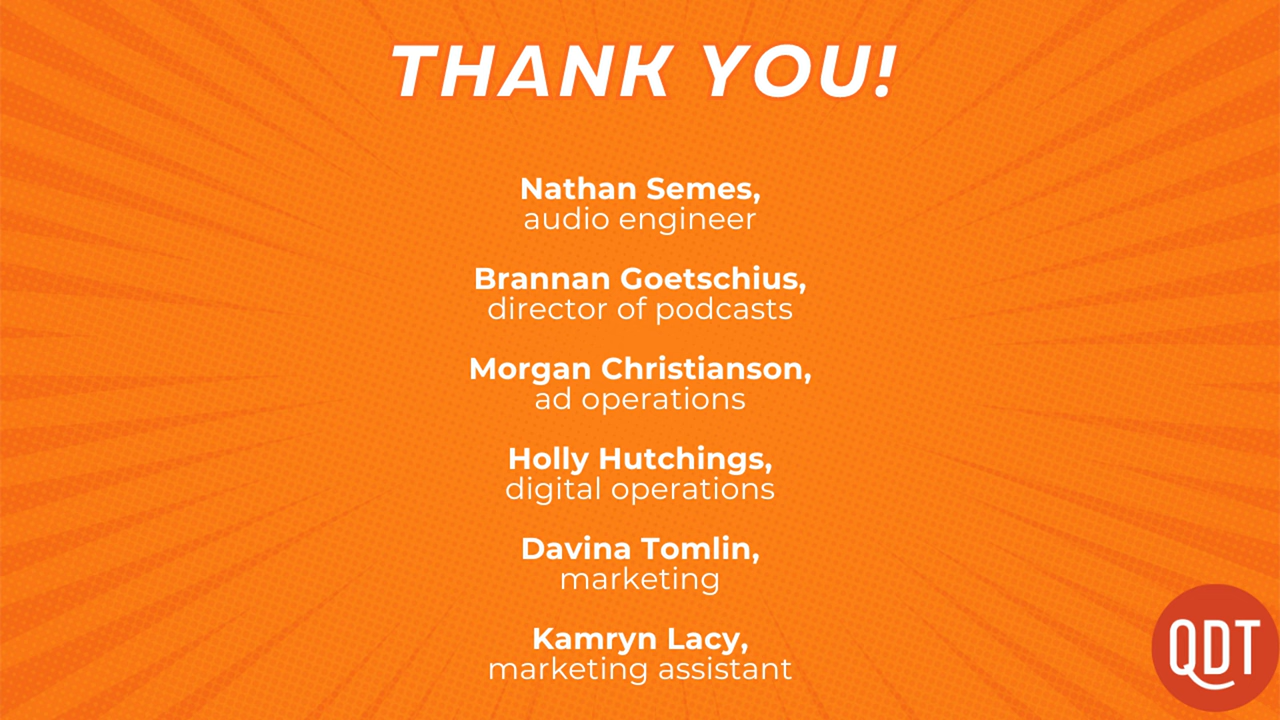 THANK YOU!
Nathan Semes,
audio engineer
Brannan Goetschius,
director of podcasts
Morgan Christianson,
ad operations
Holly Hutchings,
digital operations
Davina Tomlin,
marketing
Kamryn Lacy,
marketing assistant
QDT